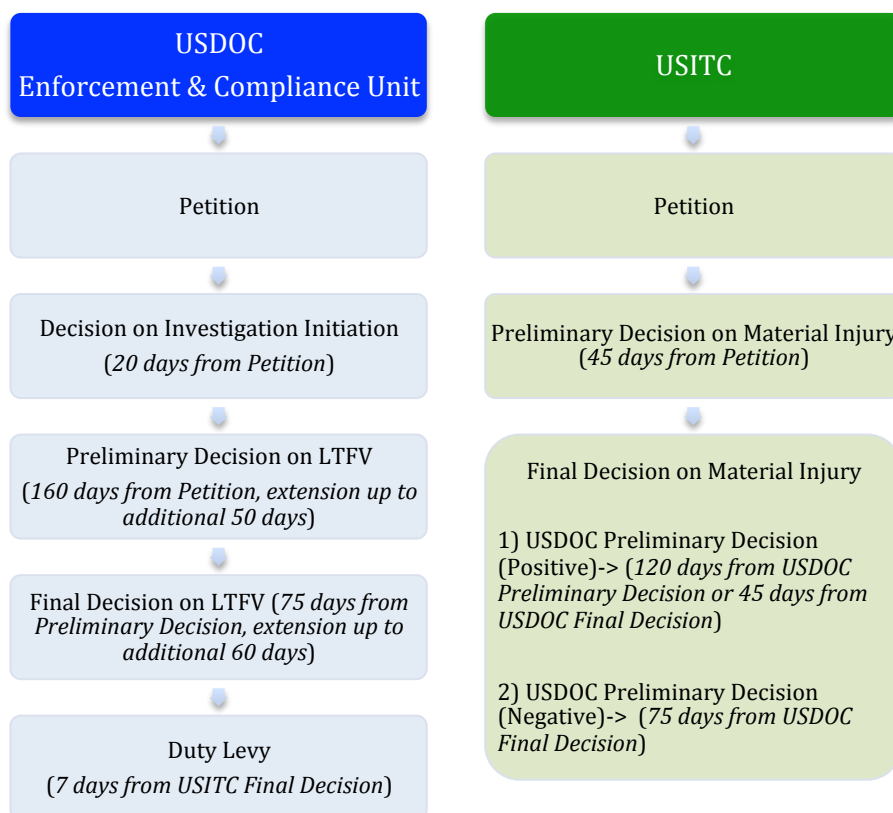 USDOC
Enforcement & Compliance Unit
Petition
Decision on Investigation Initiation
(20 days from Petition)
Preliminary Decision on LTFV
(160 days from Petition, extension up to
additional 50 days)
Final Decision on LTFV (75 days from
Preliminary Decision, extension up to
additional 60 days)
Duty Levy
(7 days from USITC Final Decision)
USITC
Petition
Preliminary Decision on Material Injury
(45 days from Petition)
Final Decision on Material Injury
1) USDOC Preliminary Decision
(Positive)-> (120 days from USDOC
Preliminary Decision or 45 days from
USDOC Final Decision)
2) USDOC Preliminary Decision
(Negative)-> (75 days from USDOC
Final Decision)